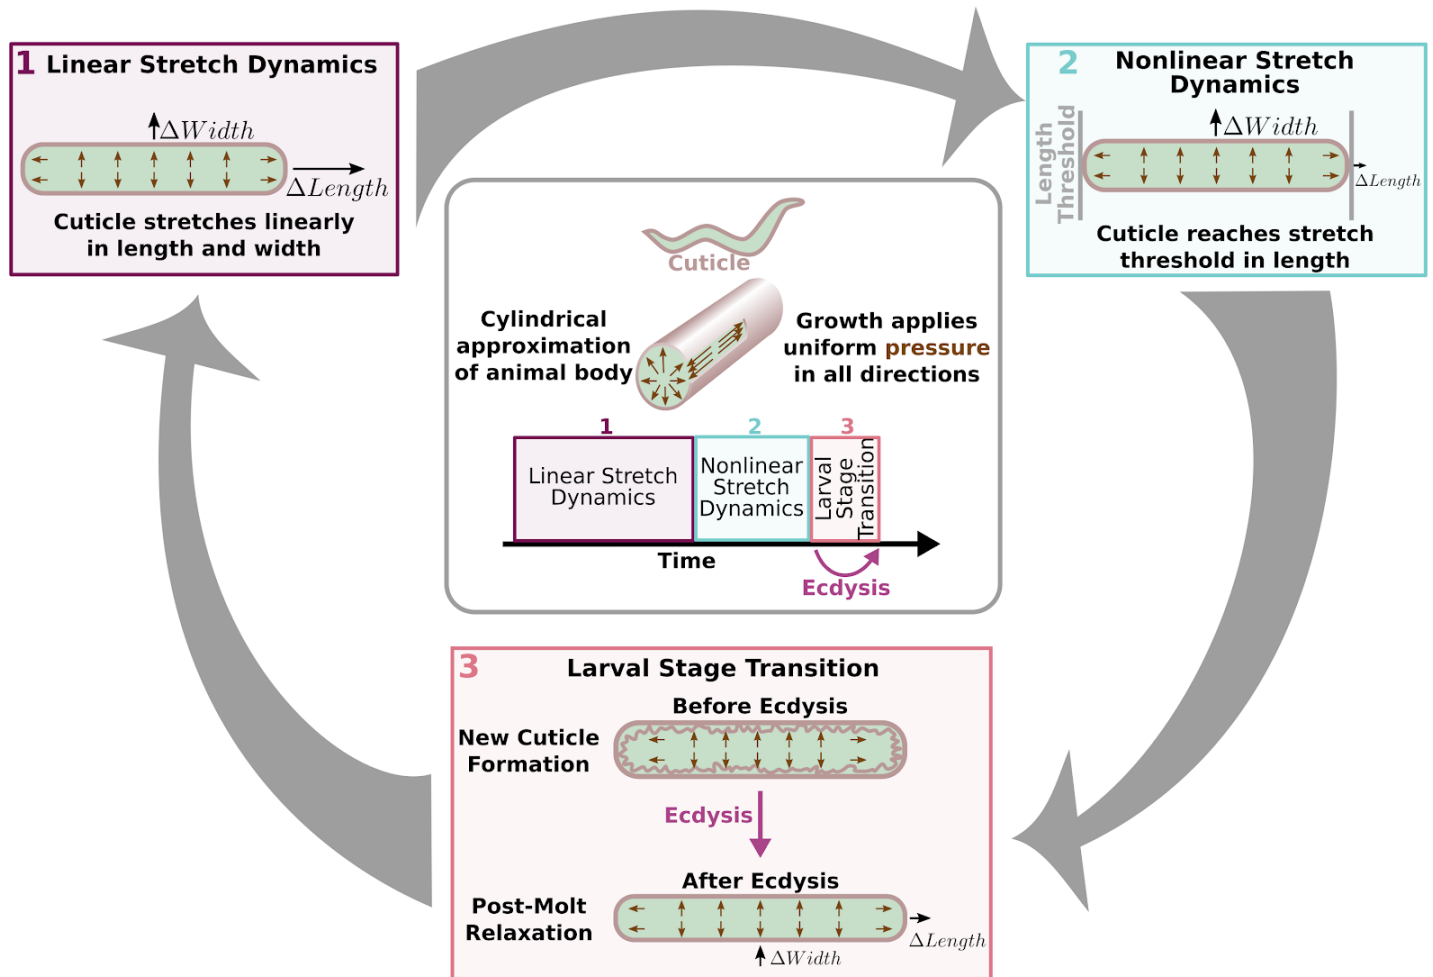 1 Linear Stretch Dynamics
ΔWidth
ΔLength
Cuticle stretches linearly
in length and width
2 Nonlinear Stretch
Dynamics
Length
Threshold
ΔWidth
ΔLength
Cuticle reaches stretch
threshold in length
Cuticle
Cylindrical
approximation
of animal body
Growth applies
uniform pressure
in all directions
1
2
3
Linear Stretch
Dynamics
Nonlinear
Stretch
Dynamics
Larval
Stage
Transition
Time
Ecdysis
3 Larval Stage Transition
Before Ecdysis
New Cuticle
Formation
Ecdysis
After Ecdysis
Post-Molt
Relaxation
ΔLength
ΔWidth